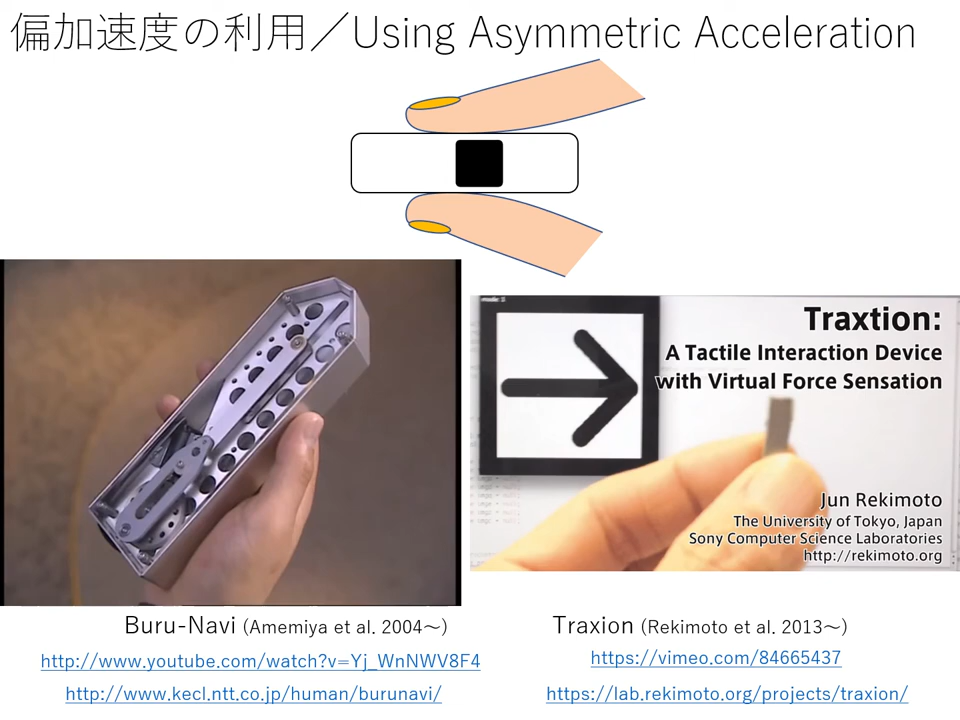 偏加速度の利用／Using Asymmetric Acceleration
Traxtion:
A Tactile Interaction Device
with Virtual Force Sensation
Jun Rekimoto
The University of Tokyo, Japan
Sony Computer Science Laboratories
http://rekimoto.org
Buru-Navi (Amemiya et al. 2004～)
http://www.youtube.com/watch?v=Yj_WnNWV8F4
http://www.kecl.ntt.co.jp/human/burunavi/
Traxion (Rekimoto et al. 2013～)
https://vimeo.com/84665437
https://lab.rekimoto.org/projects/traxion/